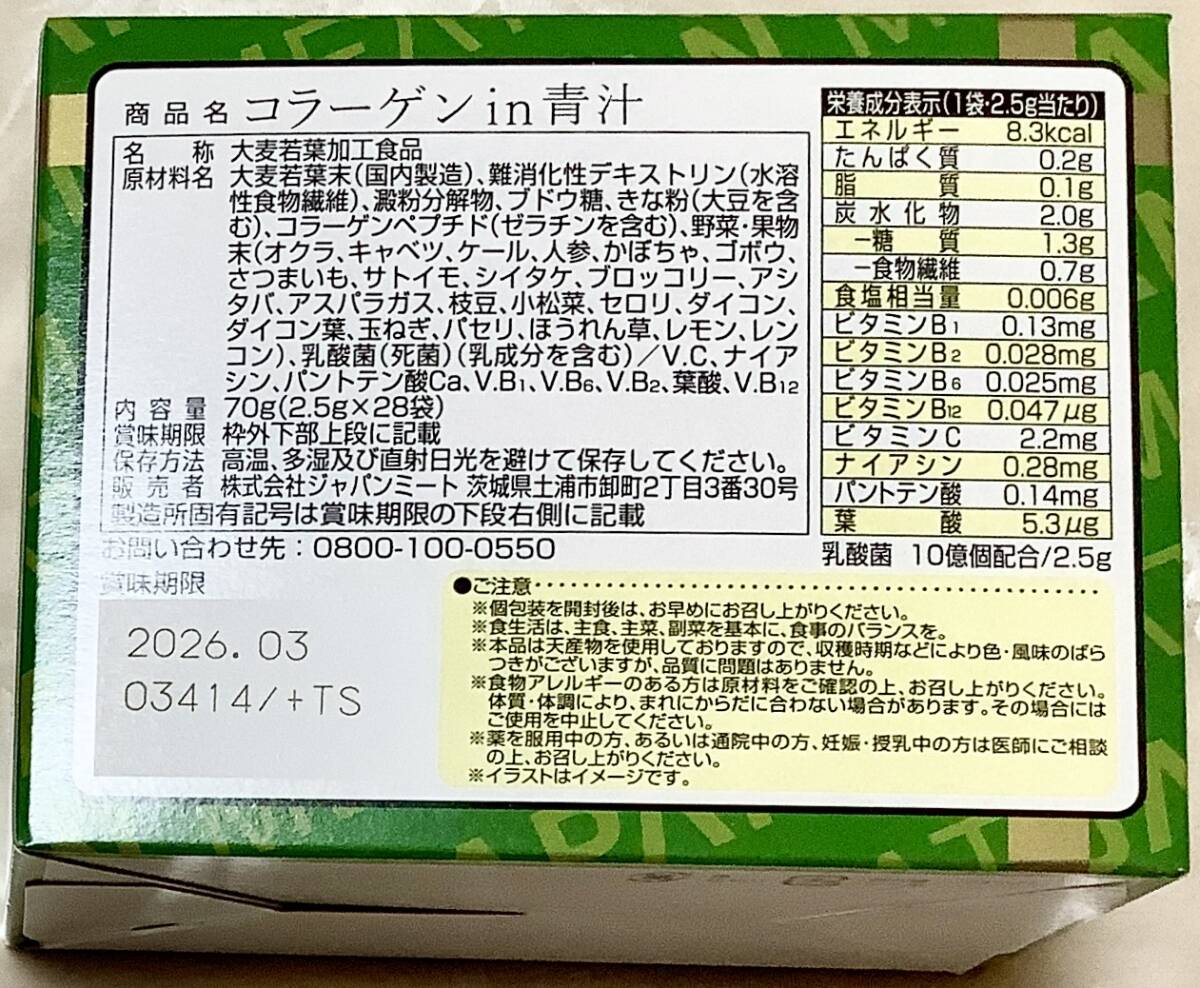 商品名 コラーゲンin青汁
名称 大麦若葉加工食品
原材料名 大麦若葉末(国内製造)、難消化性デキストリン(水溶
性食物繊維)、澱粉分解物、ブドウ糖、きな粉(大豆を含
む)、コラーゲンペプチド(ゼラチンを含む)、野菜・果物
末(オクラ、キャベツ、ケール、人参、かぼちゃ、ゴボウ、
さつまいも、サトイモ、シイタケ、ブロッコリー、アシ
タバ、アスパラガス、枝豆、小松菜、セロリ、ダイコン、
ダイコン葉、玉ねぎ、パセリ、ほうれん草、レモン、レン
コン)、乳酸菌(死菌)(乳成分を含む)／V.C、ナイア
シン、パントテン酸Ca、V.B1、V.B6、V.B2、葉酸、V.B12
内容量 70g(2.5g×28袋)
賞味期限 枠外下部上段に記載
保存方法 高温、多湿及び直射日光を避けて保存してください。
販売者 株式会社ジャパンミート 茨城県土浦市卸町2丁目3番30号
製造所固有記号は賞味期限の下段右側に記載
お問い合わせ先：0800-100-0550
賞味期限
2026.03
03414/+TS
栄養成分表示(1袋・2.5g当たり)
エネルギー 8.3kcal
たんぱく質 0.2g
脂質 0.1g
炭水化物 2.0g
−糖質 1.3g
−食物繊維 0.7g
食塩相当量 0.006g
ビタミンB1 0.13mg
ビタミンB2 0.028mg
ビタミンB6 0.025mg
ビタミンB12 0.047μg
ビタミンC 2.2mg
ナイアシン 0.28mg
パントテン酸 0.14mg
葉酸 5.3μg
乳酸菌 10億個配合/2.5g
●ご注意
※個包装を開封後は、お早めにお召し上がりください。
※食生活は、主食、主菜、副菜を基本に、食事のバランスを。
※本品は天産物を使用しておりますので、収穫時期などにより色・風味のばら
つきがございますが、品質に問題はありません。
※食物アレルギーのある方は原材料をご確認の上、お召し上がりください。
体質・体調により、まれにからだに合わない場合があります。その場合には
ご使用を中止してください。
※薬を服用中の方、あるいは通院中の方、妊娠・授乳中の方は医師にご相談
の上、お召し上がりください。
※イラストはイメージです。